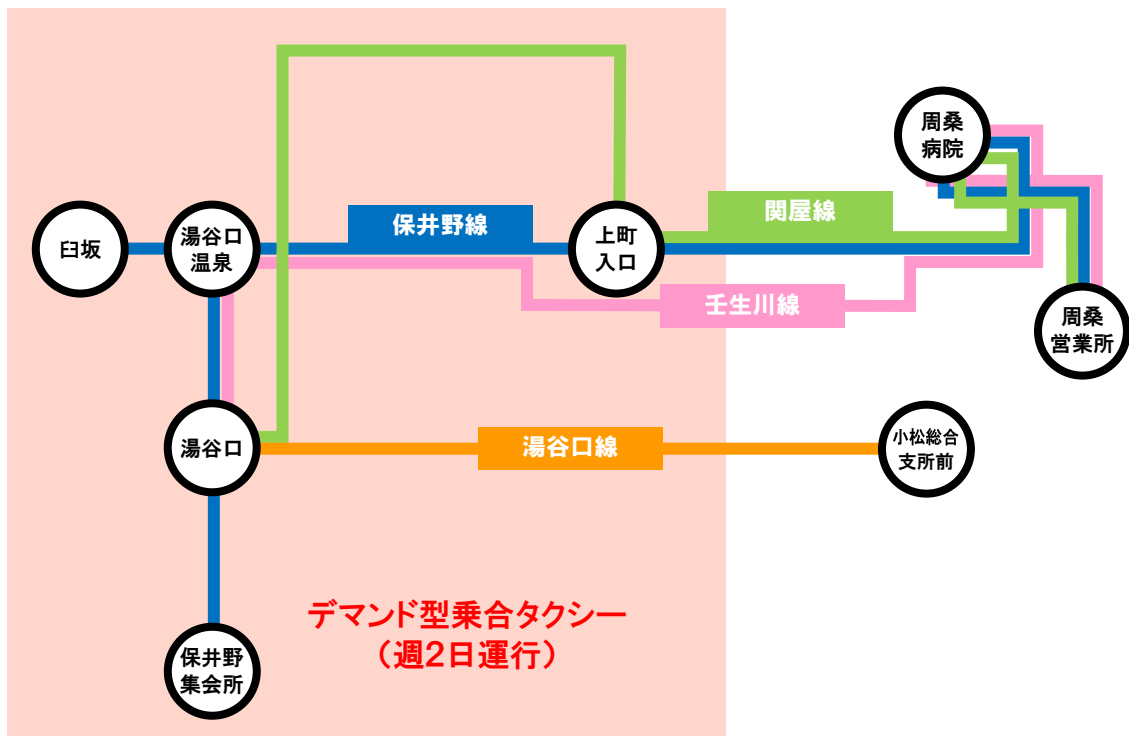 周桑
病院
保井野線
関屋線
臼坂
湯谷口
温泉
上町
入口
壬生川線
周桑
営業所
湯谷口
湯谷口線
小松総合
支所前
デマンド型乗合タクシー
（週2日運行）
保井野
集会所